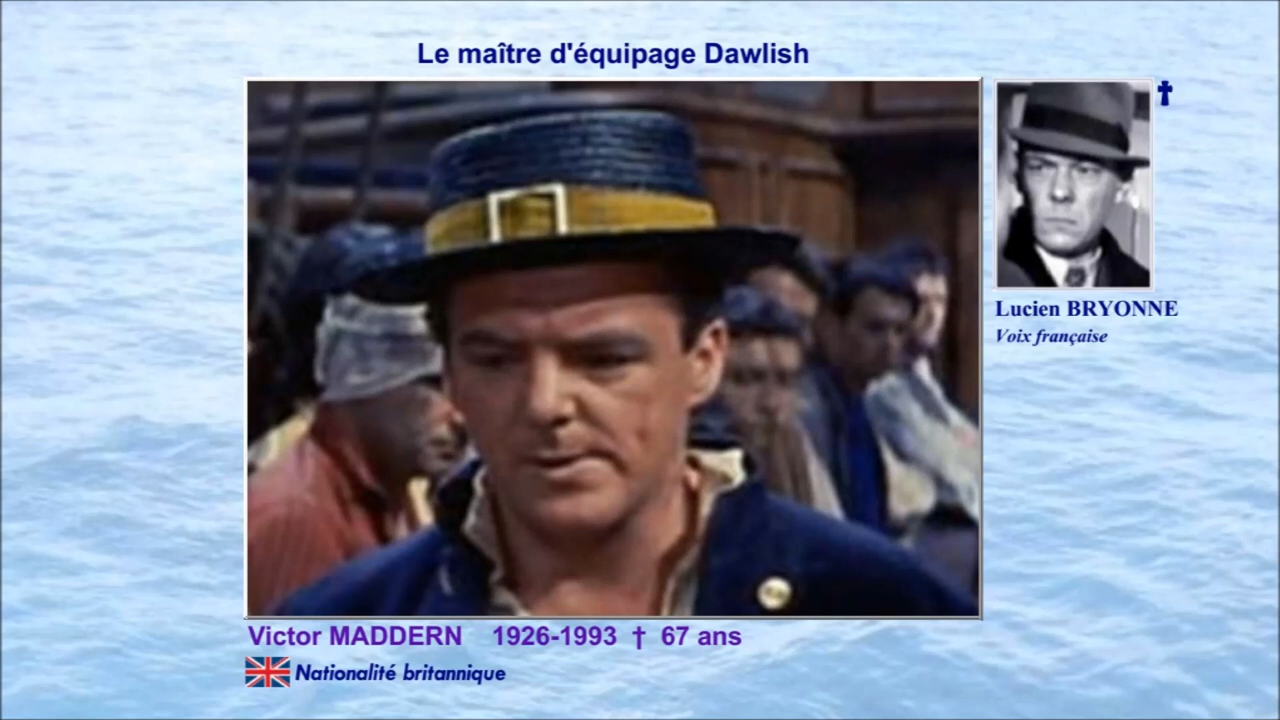 Le maître d'équipage Dawlish
†
Lucien BRYONNE
Voix française
Victor MADDERN 1926-1993 † 67 ans
Nationalité britannique